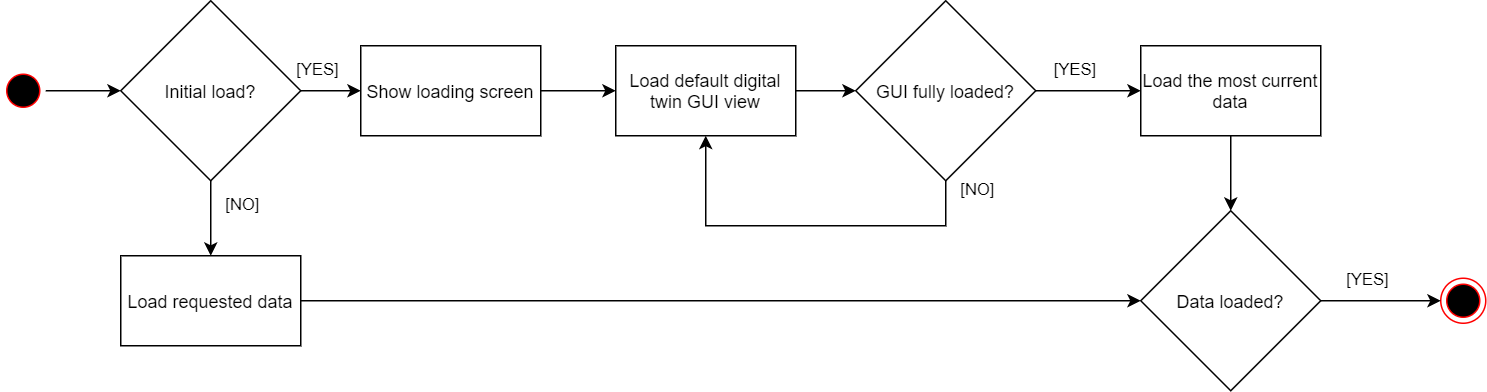 Initial load?
[YES]
Show loading screen
Load default digital
twin GUI view
GUI fully loaded?
[YES]
Load the most current
data
[NO]
[NO]
Load requested data
Data loaded?
[YES]